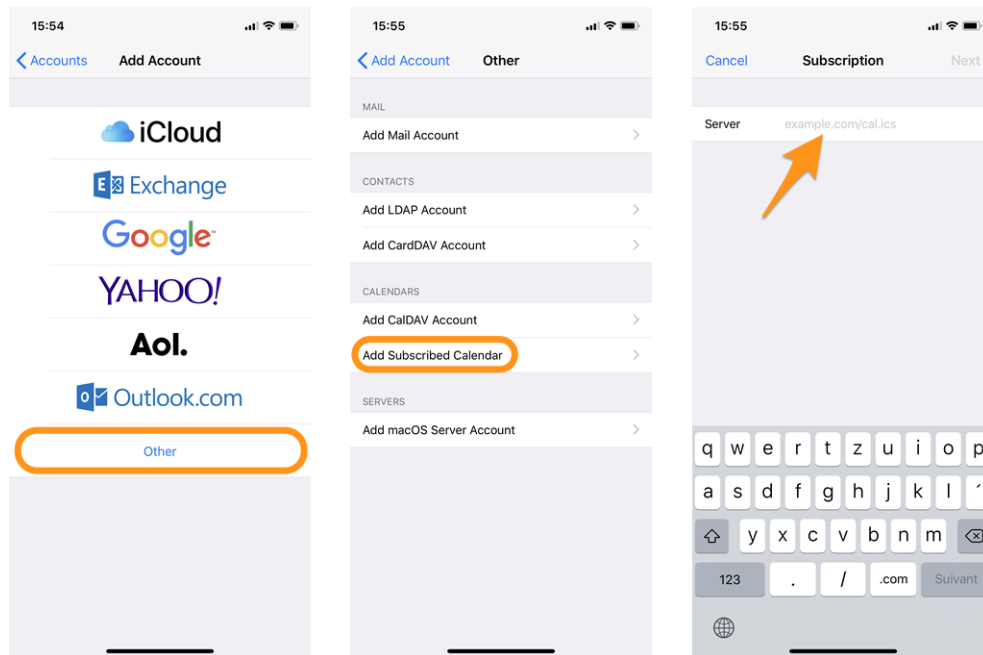 15:54
Accounts
Add Account
iCloud
E Exchange
Google
YAHOO!
Aol.
o Outlook.com
Other
15:55
Add Account
Other
MAIL
Add Mail Account
CONTACTS
Add LDAP Account
Add CardDAV Account
CALENDARS
Add CalDAV Account
Add Subscribed Calendar
SERVERS
Add macOS Server Account
15:55
Cancel
Subscription
Next
Server
example.com/cal.ics
q w e r t z u i o p
a s d f g h j k l ´
y x c v b n m
123 . / .com Suivant